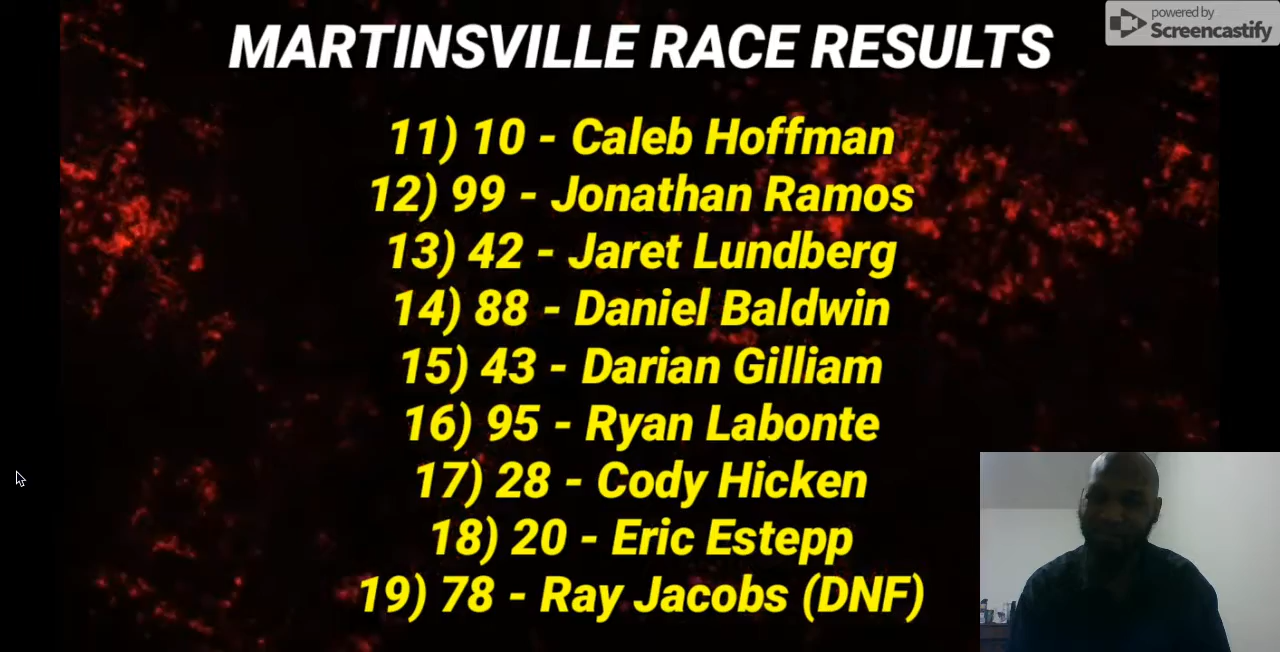 powered by
Screencastify
MARTINSVILLE RACE RESULTS
11) 10 - Caleb Hoffman
12) 99 - Jonathan Ramos
13) 42 - Jaret Lundberg
14) 88 - Daniel Baldwin
15) 43 - Darian Gilliam
16) 95 - Ryan Labonte
17) 28 - Cody Hicken
18) 20 - Eric Estepp
19) 78 - Ray Jacobs (DNF)